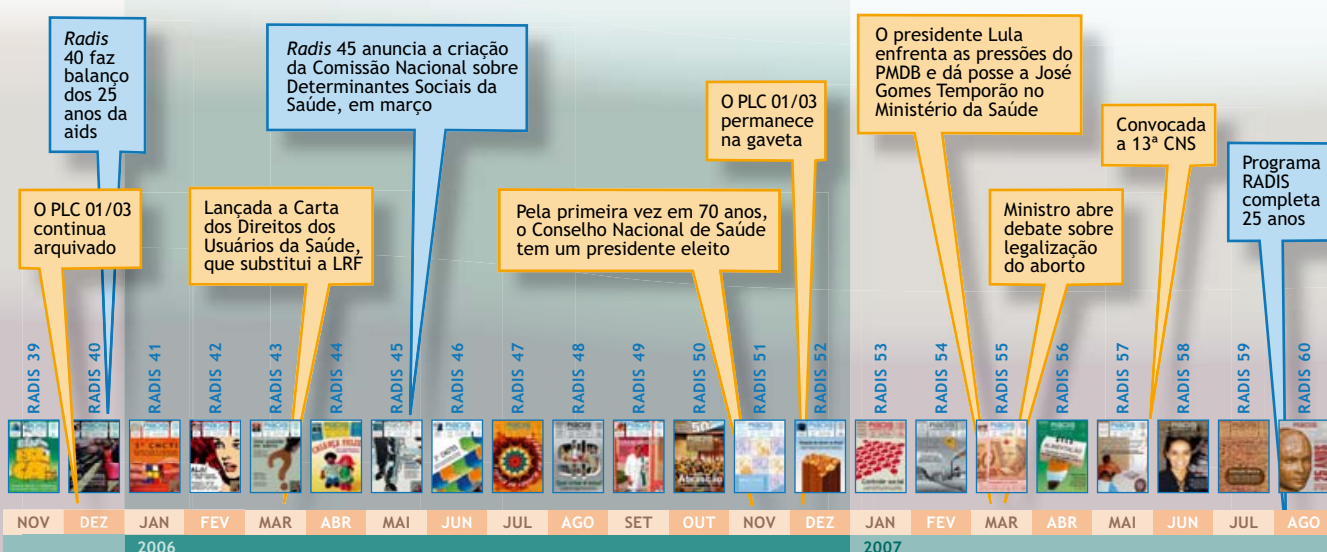 Radis
40 faz
balanço
dos 25
anos da
aids
Radis 45 anuncia a criação
da Comissão Nacional sobre
Determinantes Sociais da
Saúde, em março
O PLC 01/03
permanece
na gaveta
O presidente Lula
enfrenta as pressões do
PMDB e dá posse a José
Gomes Temporão no
Ministério da Saúde
Convocada
a 13ª CNS
Programa
RADIS
completa
25 anos
O PLC 01/03
continua
arquivado
Lançada a Carta
dos Direitos dos
Usuários da Saúde,
que substitui a LRF
Pela primeira vez em 70 anos,
o Conselho Nacional de Saúde
tem um presidente eleito
Ministro abre
debate sobre
legalização
do aborto
RADIS 39
RADIS 40
RADIS 41
RADIS 42
RADIS 43
RADIS 44
RADIS 45
RADIS 46
RADIS 47
RADIS 48
RADIS 49
RADIS 50
RADIS 51
RADIS 52
RADIS 53
RADIS 54
RADIS 55
RADIS 56
RADIS 57
RADIS 58
RADIS 59
RADIS 60
NOV DEZ JAN FEV MAR ABR MAI JUN JUL AGO SET OUT NOV DEZ JAN FEV MAR ABR MAI JUN JUL AGO
2006 2007